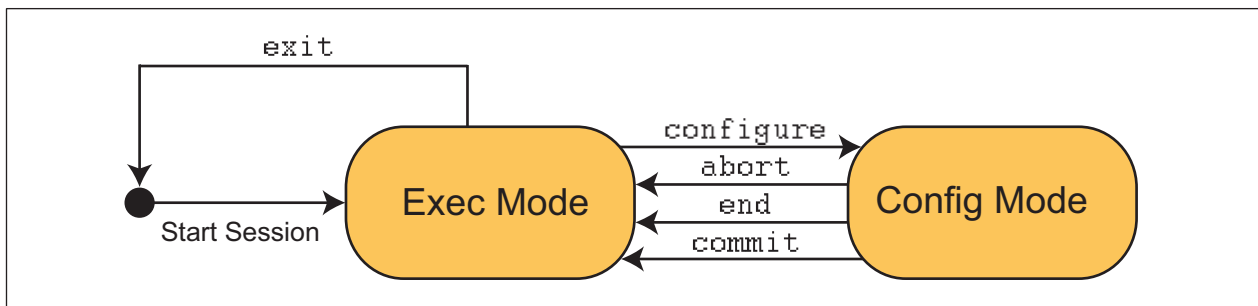 exit
configure
abort
Exec Mode
Config Mode
end
Start Session
commit